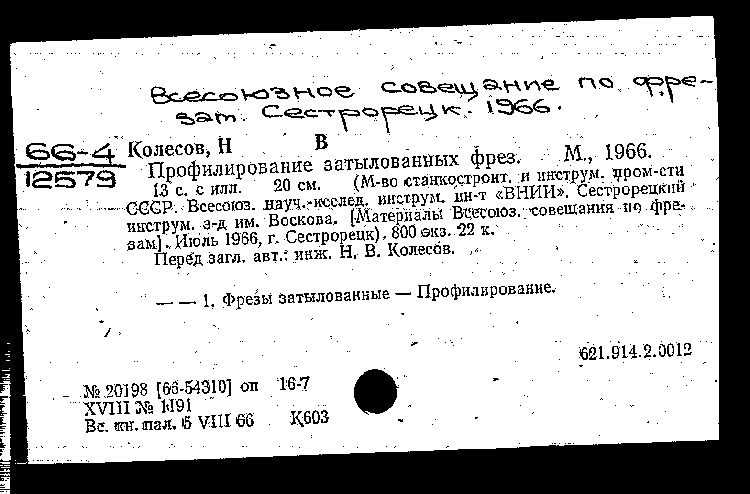 Всесоюзное совещание по фре-
зам. Сестрорецк. 1966.
66-4
12579
Колесов, Н В
Профилирование затылованных фрез. М., 1966.
13 с. с илл. 20 см. (М-во станкостроит. и инструм. пром-сти
СССР. Всесоюз. науч.-исслед. инструм. ин-т «ВНИИ». Сестрорецкий
инструм. з-д им. Воскова. [Материалы Всесоюз. совещания по фре-
зам]. Июль 1966, г. Сестрорецк). 800 экз. 22 к.
Перед загл. авт.: инж. Н. В. Колесов.
— — 1. Фрезы затылованные — Профилирование.
621.914.2.0012
№ 20198 [66-54310] оп 16-7
XVIII № 1191
Вс. кн. пал. 6 VIII 66 К603